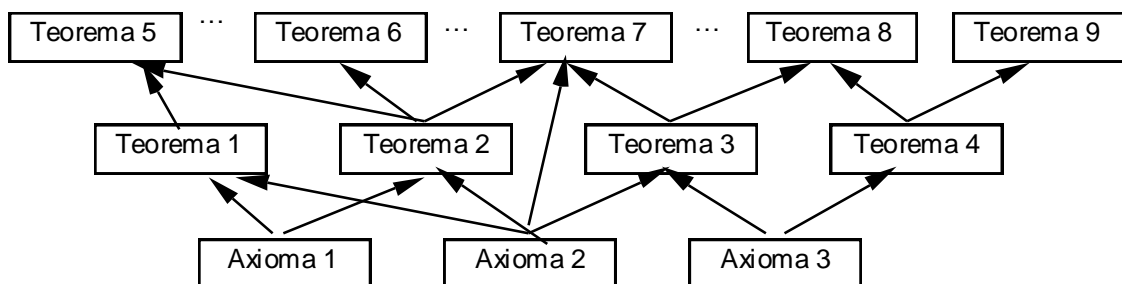 Teorema 5 … Teorema 6 … Teorema 7 … Teorema 8 Teorema 9
Teorema 1 Teorema 2 Teorema 3 Teorema 4
Axioma 1 Axioma 2 Axioma 3